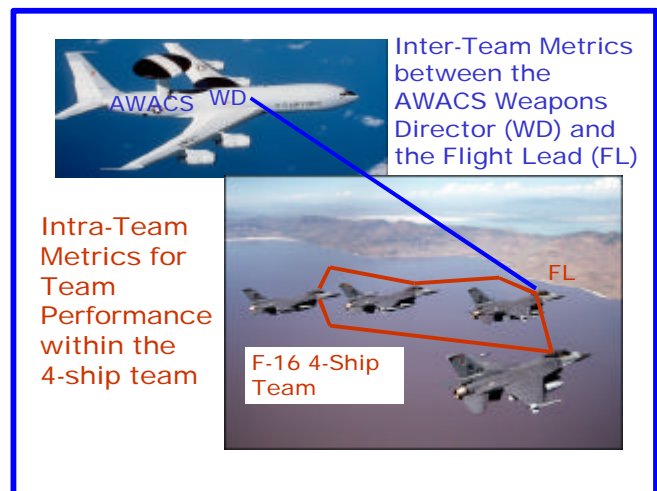 Inter-Team Metrics
between the
AWACS Weapons
Director (WD) and
the Flight Lead (FL)
AWACS WD
Intra-Team
Metrics for
Team
Performance
within the
4-ship team
FL
F-16 4-Ship
Team